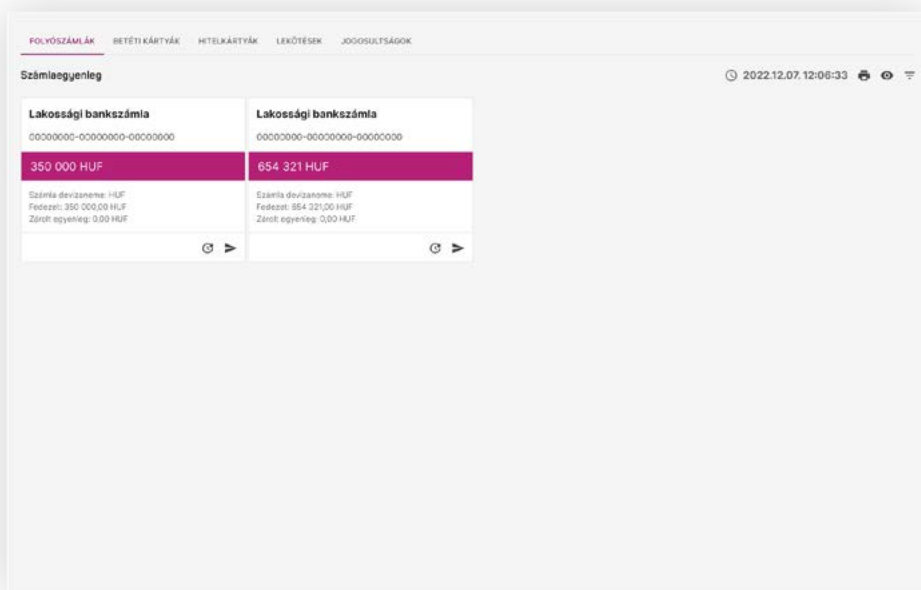 FOLYÓSZÁMLÁK BETÉTI KÁRTYÁK HITELKÁRTYÁK LEKÖTÉSEK JOGOSULTSÁGOK
Számlaegyenleg 2022.12.07. 12:06:33
Lakossági bankszámla
00000000-00000000-00000000
350 000 HUF
Számla devizaneme: HUF
Fedezet: 350 000,00 HUF
Zárolt egyenleg: 0,00 HUF
Lakossági bankszámla
00000000-00000000-00000000
654 321 HUF
Számla devizaneme: HUF
Fedezet: 654 321,00 HUF
Zárolt egyenleg: 0,00 HUF